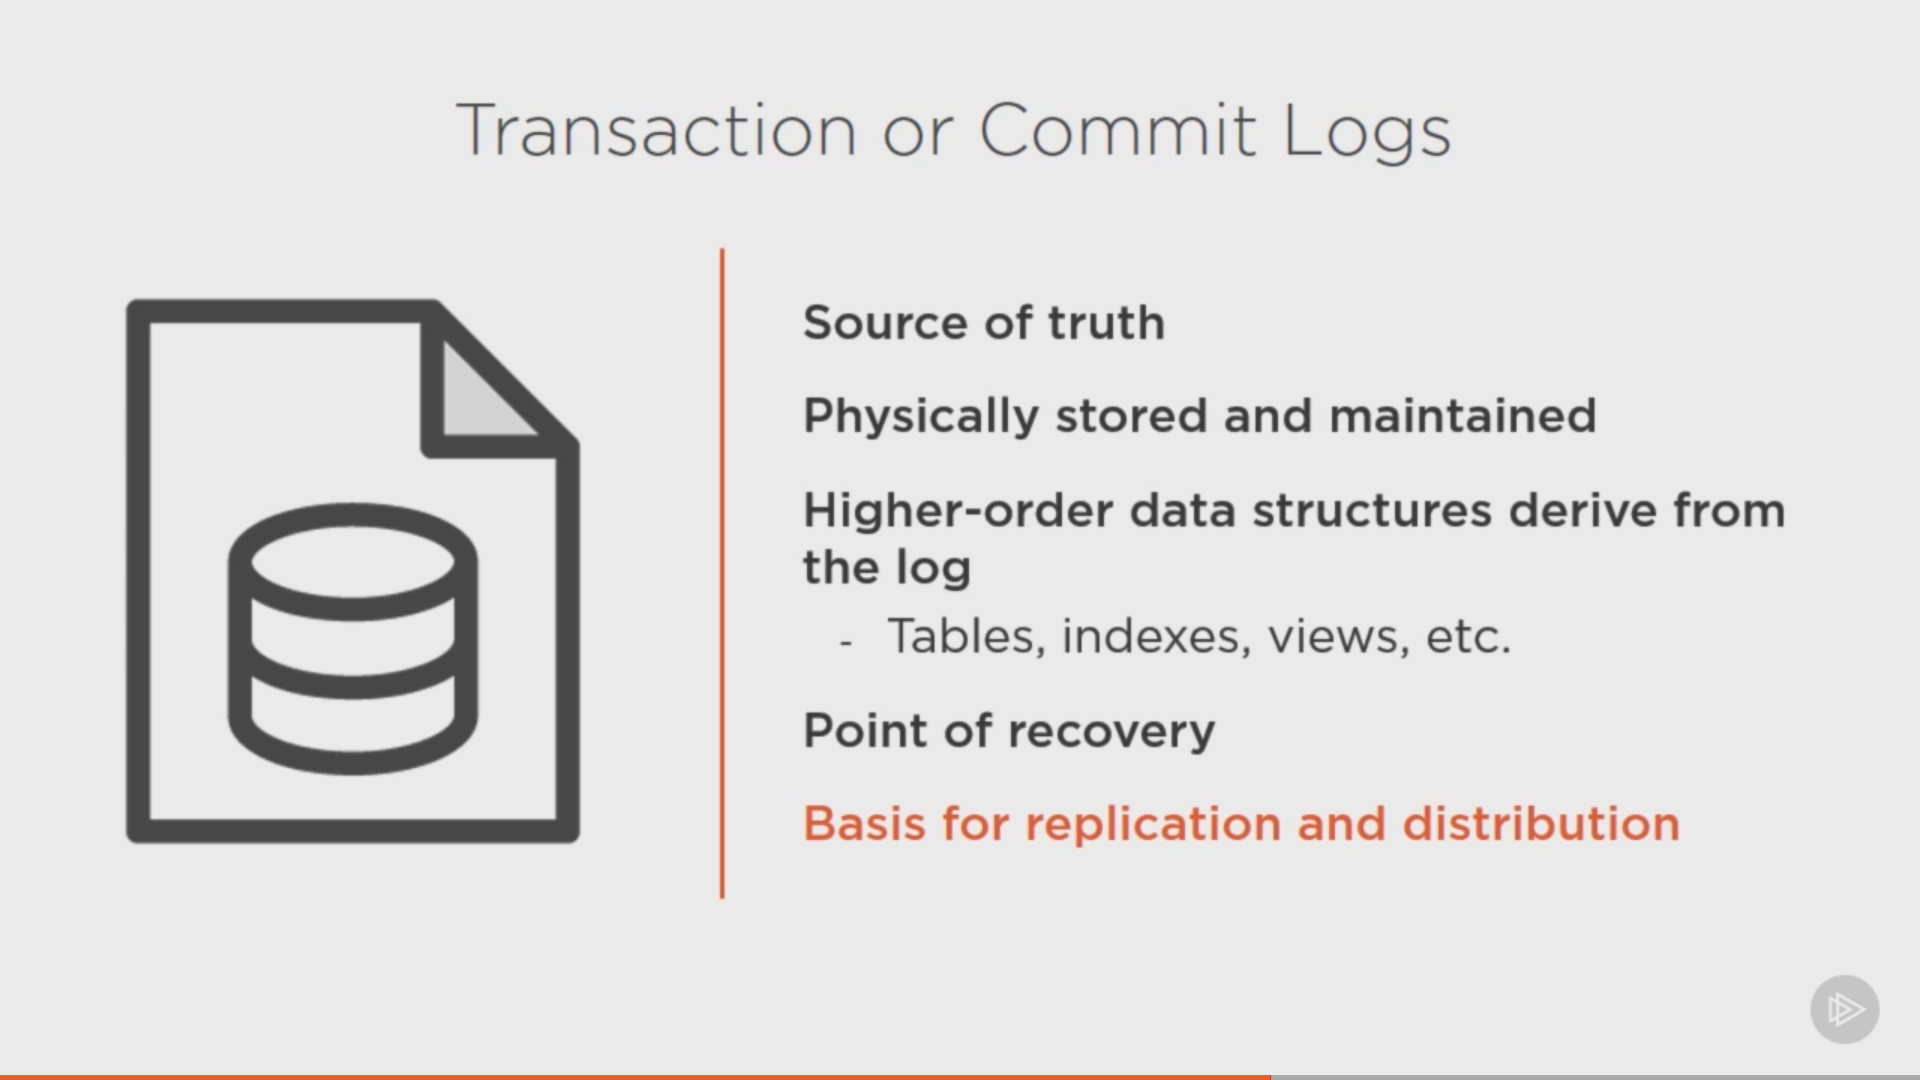 Transaction or Commit Logs
Source of truth
Physically stored and maintained
Higher-order data structures derive from
the log
- Tables, indexes, views, etc.
Point of recovery
Basis for replication and distribution